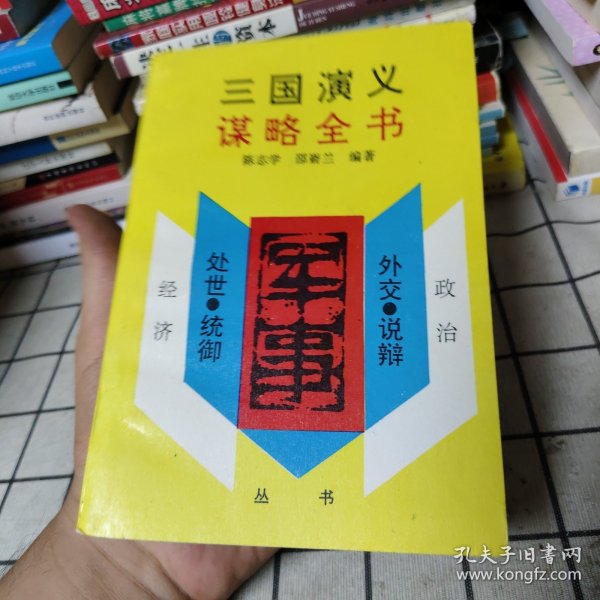 三国演义
谋略全书
陈志学 邵蓄兰 编著
经济
处世●统御
军事
外交●说辩
政治
丛书
孔夫子旧书网
www.kongfz.com